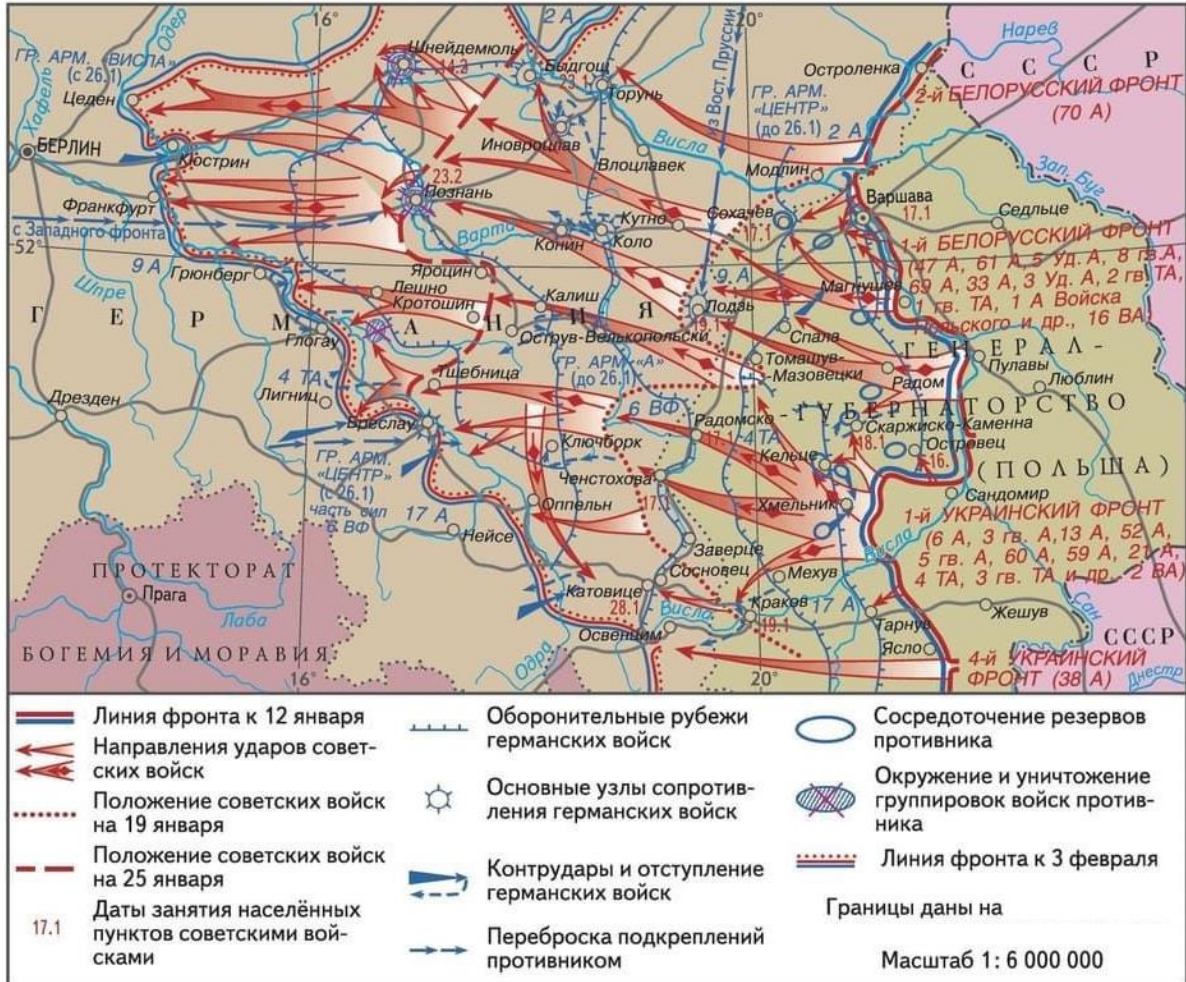 16°
20°
2 А
Нарев
Одер
ГР. АРМ. «ВИСЛА»
(с 26.1)
Шнейдемюль
14.2
Быдгощ
23.1
Торунь
из Вост. Пруссии
ГР. АРМ.
«ЦЕНТР»
(до 26.1)
2 А
Остроленка
С С С Р
2-й БЕЛОРУССКИЙ ФРОНТ
(70 А)
Цеден
Хафель
БЕРЛИН
Кюстрин
Иновроцлав
Влоцлавек
Висла
Модлин
Зап. Буг
23.2
Познань
Франкфурт
с Западного фронта
52°
Варта
Конин
Коло
Кутно
Сохачев
17.1
Варшава
17.1
Седльце
1-й БЕЛОРУССКИЙ ФРОНТ
(47 А, 61 А, 5 Уд. А, 8 гв.А,
69 А, 33 А, 3 Уд. А, 2 гв. ТА,
1 гв. ТА, 1 А Войска
Польского и др., 16 ВА)
9 А
Грюнберг
Шпре
Яроцин
Лешно
Кротошин
Калиш
9 А
Лодзь
19.1
Магнушев
Г Е Р М А Н И Я
Глогау
Острув-Велькопольски
Спала
Томашув-
Мазовецки
Радом
Пулавы
Люблин
ГЕНЕРАЛ-
-ГУБЕРНАТОРСТВО
(ПОЛЬША)
ГР. АРМ. «А»
(до 26.1)
Дрезден
4 ТА
Лигниц
Тшебница
Бреслау
6 ВФ
Радомско
17.1
4 ТА
Скаржиско-Каменна
18.1
Островец
16.
Кельце
Ключборк
Ченстохова
17.1
Хмельник
Сандомир
ГР. АРМ.
«ЦЕНТР»
(с 26.1)
часть сил
6 ВФ
17 А
Оппельн
Нейсе
1-й УКРАИНСКИЙ ФРОНТ
(6 А, 3 гв. А,13 А, 52 А,
5 гв. А, 60 А, 59 А, 21 А,
4 ТА, 3 гв. ТА и др., 2 ВА)
Висла
Заверце
Сосновец
Мехув
ПРОТЕКТОРАТ
Прага
Лаба
БОГЕМИЯ И МОРАВИЯ
Катовице
28.1
Висла
Краков
19.1
17 А
Тарнув
Жешув
Сан
Освенцим
Одра
Ясло
СССР
Днестр
4-й УКРАИНСКИЙ
ФРОНТ (38 А)
16°
20°
Линия фронта к 12 января
Направления ударов совет-
ских войск
Положение советских войск
на 19 января
Положение советских войск
на 25 января
17.1
Даты занятия населённых
пунктов советскими вой-
сками
Оборонительные рубежи
германских войск
Основные узлы сопротив-
ления германских войск
Контрудары и отступление
германских войск
Переброска подкреплений
противником
Сосредоточение резервов
противника
Окружение и уничтожение
группировок войск против-
ника
Линия фронта к 3 февраля
Границы даны на
Масштаб 1: 6 000 000